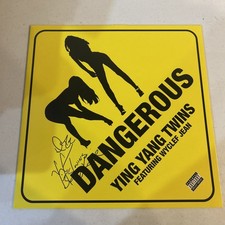 DANGEROUS
YING YANG TWINS
FEATURING WYCLEF JEAN